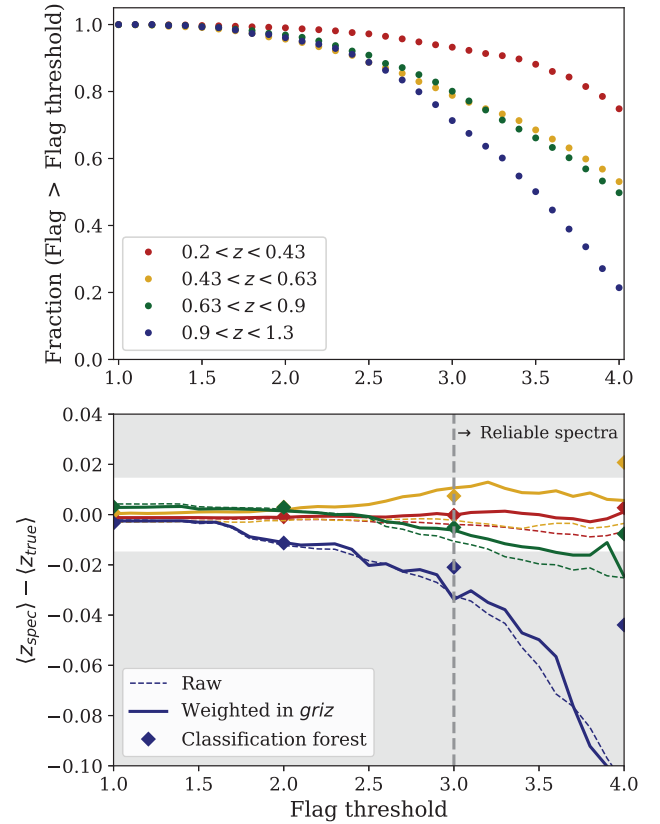 Fraction (Flag > Flag threshold)
1.0
0.8
0.6
0.4
0.2
0.0
0.2 < z < 0.43
0.43 < z < 0.63
0.63 < z < 0.9
0.9 < z < 1.3
1.0 1.5 2.0 2.5 3.0 3.5 4.0
⟨z_spec⟩ − ⟨z_true⟩
0.04
0.02
0.00
−0.02
−0.04
−0.06
−0.08
−0.10
→ Reliable spectra
Raw
Weighted in griz
Classification forest
1.0 1.5 2.0 2.5 3.0 3.5 4.0
Flag threshold